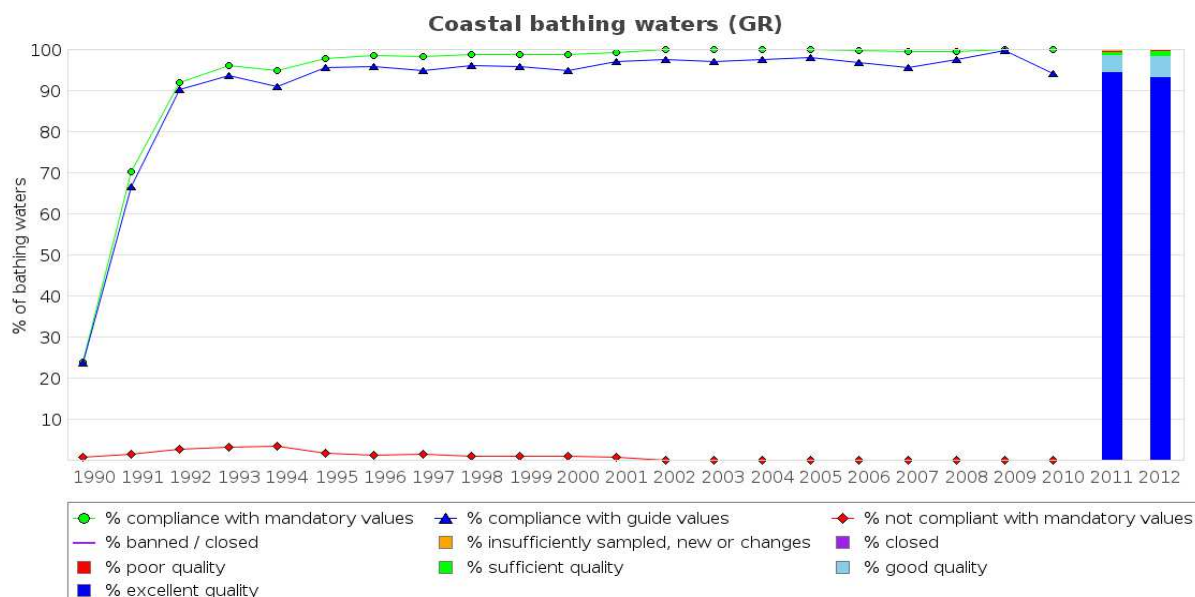 Coastal bathing waters (GR)
100
90
80
70
60
50
40
30
20
10
% of bathing waters
1990 1991 1992 1993 1994 1995 1996 1997 1998 1999 2000 2001 2002 2003 2004 2005 2006 2007 2008 2009 2010 2011 2012
% compliance with mandatory values % compliance with guide values % not compliant with mandatory values
% banned / closed % insufficiently sampled, new or changes % closed
% poor quality % sufficient quality % good quality
% excellent quality